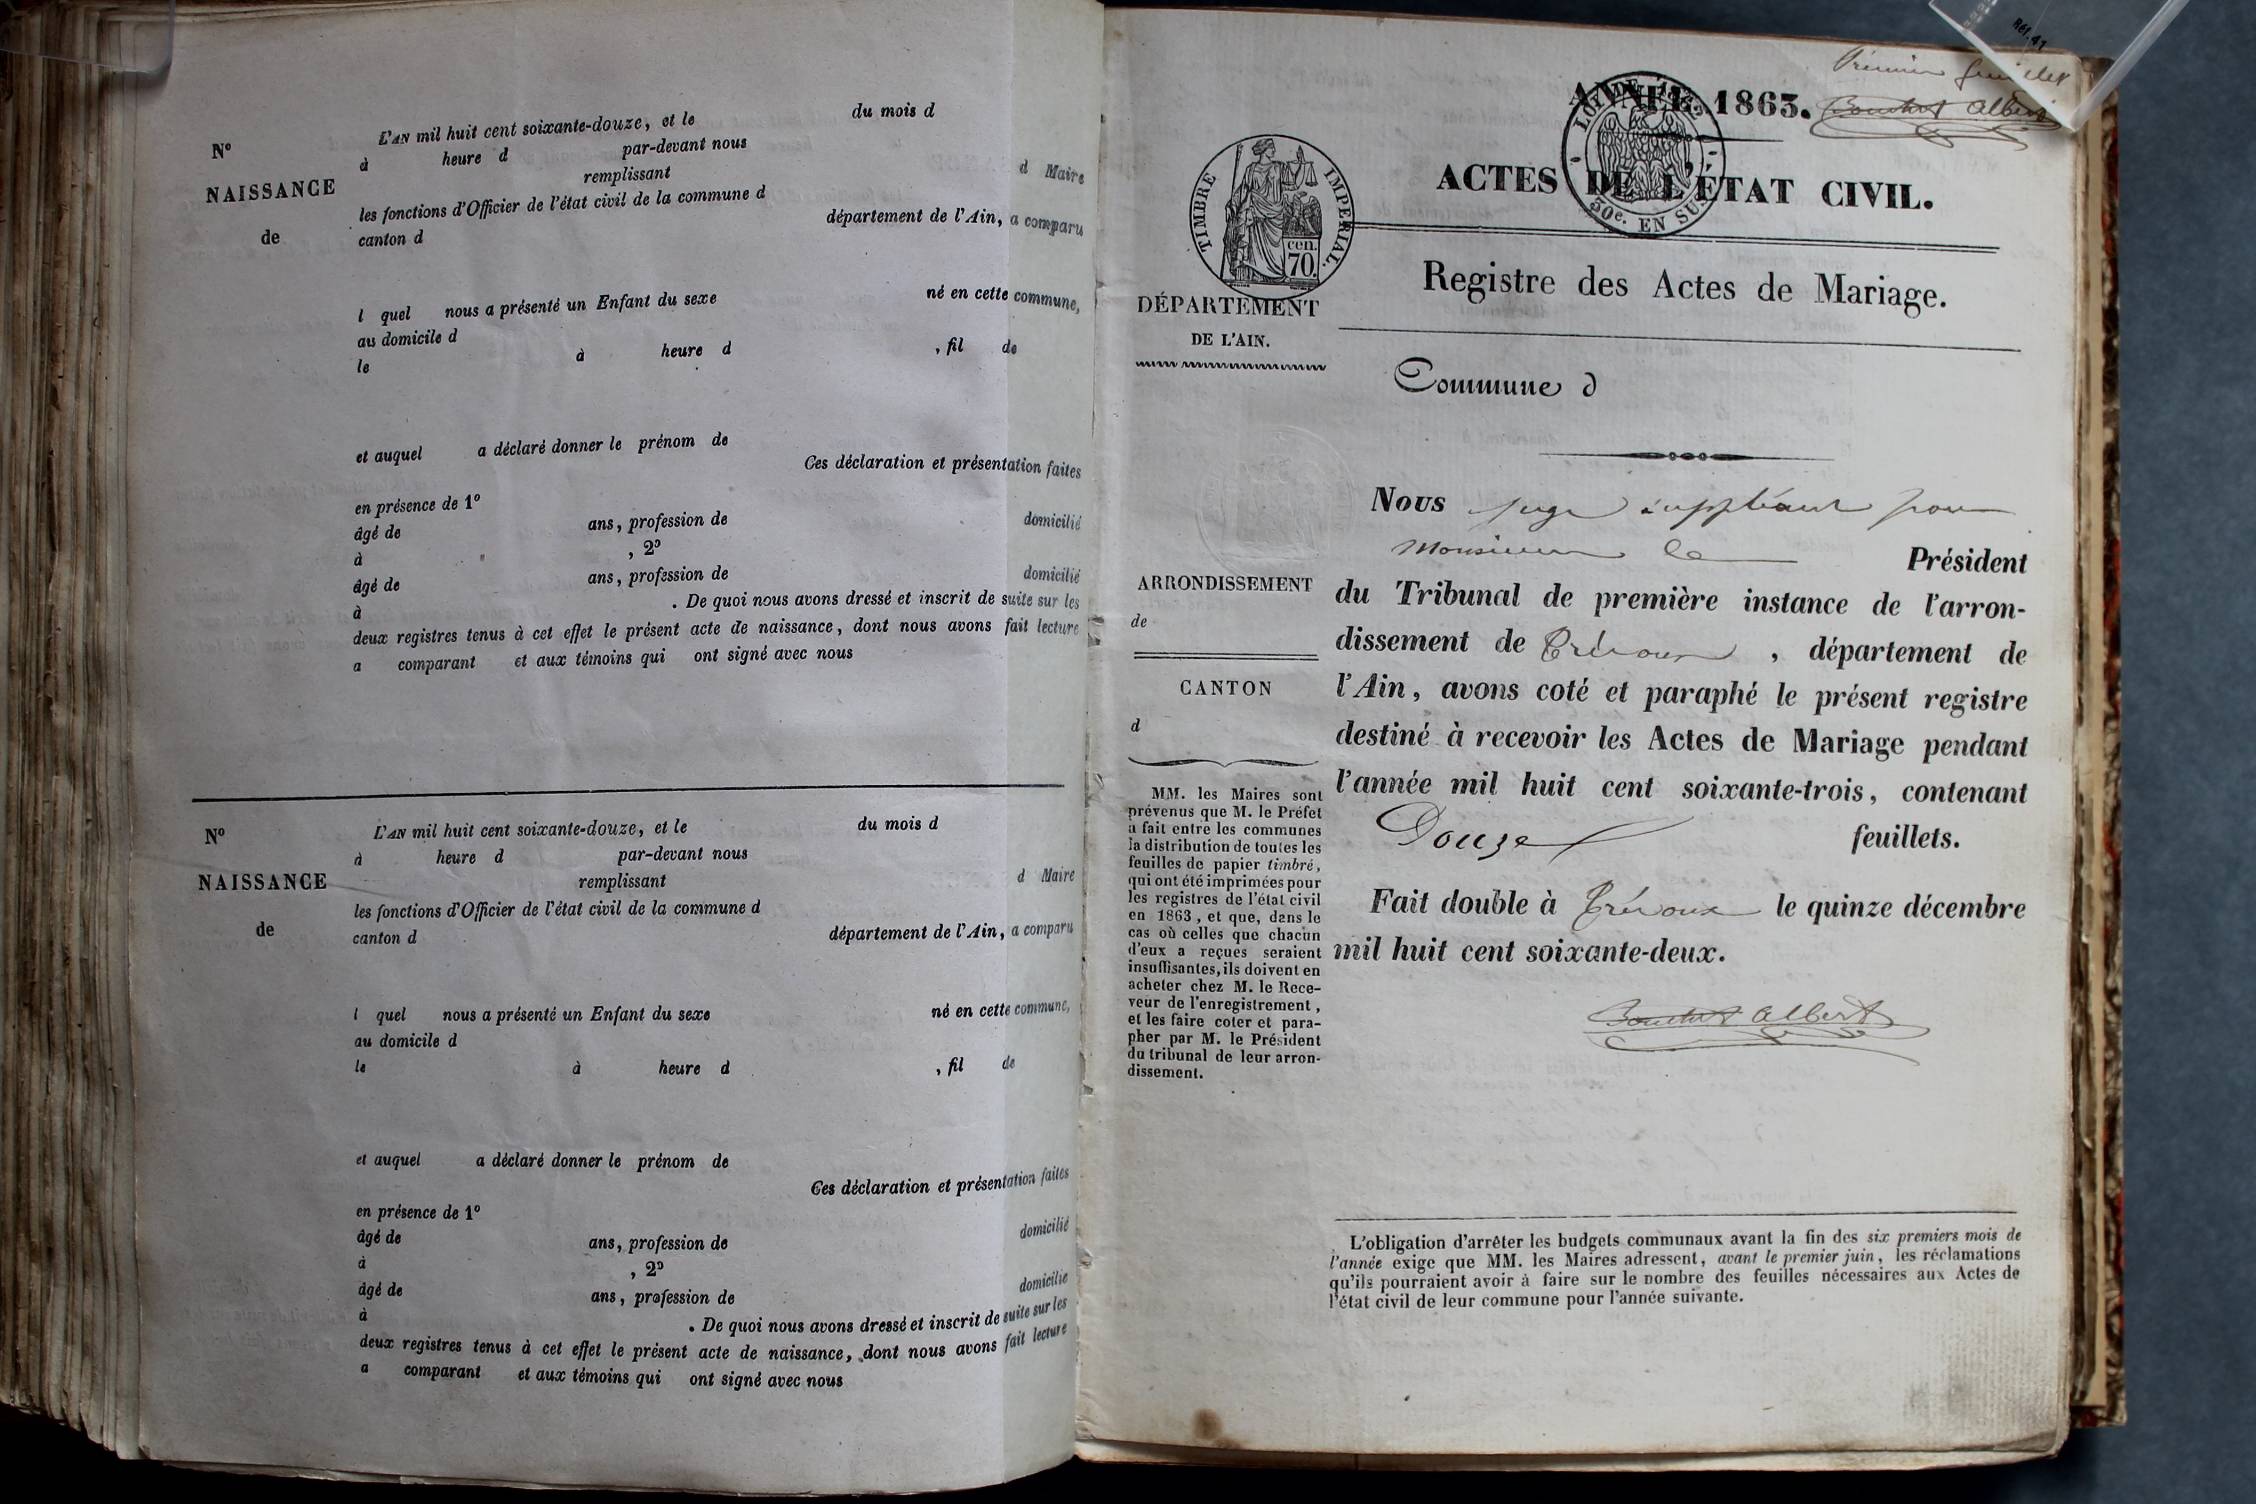 L'AN mil huit cent soixante-douze, et le du mois d
N° à heure d par-devant nous
remplissant d Maire
NAISSANCE les fonctions d'Officier de l'état civil de la commune d
de canton d département de l'Ain, a comparu
l quel nous a présenté un Enfant du sexe né en cette commune,
au domicile d
le à heure d , fil de
et auquel a déclaré donner le prénom de
Ces déclaration et présentation faites
en présence de 1°
âgé de ans, profession de domicilié
à , 2°
âgé de ans, profession de domicilié
à . De quoi nous avons dressé et inscrit de suite sur les
deux registres tenus à cet effet le présent acte de naissance, dont nous avons fait lecture
a comparant et aux témoins qui ont signé avec nous
N° L'AN mil huit cent soixante-douze, et le du mois d
à heure d par-devant nous
NAISSANCE remplissant d Maire
les fonctions d'Officier de l'état civil de la commune d
de canton d département de l'Ain, a comparu
l quel nous a présenté un Enfant du sexe né en cette commune,
au domicile d
le à heure d , fil de
et auquel a déclaré donner le prénom de
Ces déclaration et présentation faites
en présence de 1°
âgé de ans, profession de domicilié
à , 2°
âgé de ans, profession de domicilié
à . De quoi nous avons dressé et inscrit de suite sur les
deux registres tenus à cet effet le présent acte de naissance, dont nous avons fait lecture
a comparant et aux témoins qui ont signé avec nous
Réf.41
Premier feuillet
ANNÉE 1863.
Albert
LOI DE 1862
50c. EN SUS
ACTES DE L'ÉTAT CIVIL.
TIMBRE IMPÉRIAL.
cen.
70.
Registre des Actes de Mariage.
DÉPARTEMENT
DE L'AIN.
Commune d
Nous juge suppléant pour
Monsieur le Président
du Tribunal de première instance de l'arron-
dissement de Trévoux, département de
l'Ain, avons coté et paraphé le présent registre
destiné à recevoir les Actes de Mariage pendant
l'année mil huit cent soixante-trois, contenant
Douze feuillets.
Fait double à Trévoux le quinze décembre
mil huit cent soixante-deux.
Albert
ARRONDISSEMENT
de
CANTON
d
MM. les Maires sont
prévenus que M. le Préfet
a fait entre les communes
la distribution de toutes les
feuilles de papier timbré,
qui ont été imprimées pour
les registres de l'état civil
en 1863, et que, dans le
cas où celles que chacun
d'eux a reçues seraient
insuffisantes, ils doivent en
acheter chez M. le Rece-
veur de l'enregistrement,
et les faire coter et para-
pher par M. le Président
du tribunal de leur arron-
dissement.
L'obligation d'arrêter les budgets communaux avant la fin des six premiers mois de
l'année exige que MM. les Maires adressent, avant le premier juin, les réclamations
qu'ils pourraient avoir à faire sur le nombre des feuilles nécessaires aux Actes de
l'état civil de leur commune pour l'année suivante.